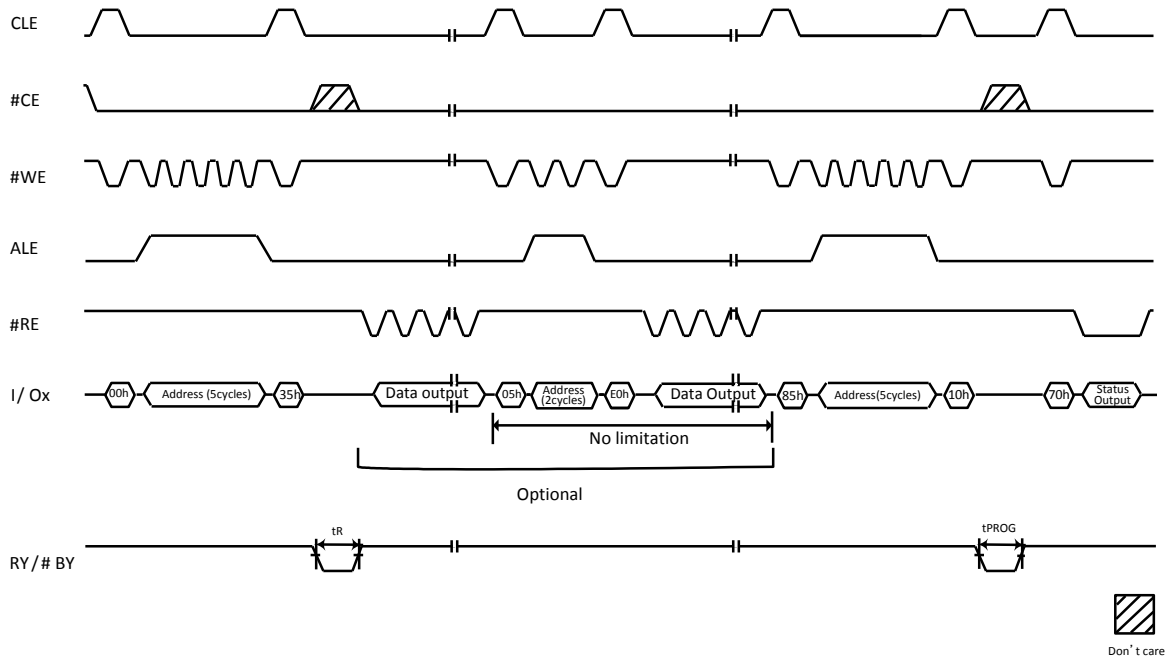 CLE
#CE
#WE
ALE
#RE
I/ Ox
00h
Address (5cycles)
35h
Data output
05h
Address
(2cycles)
E0h
Data Output
85h
Address(5cycles)
10h
70h
Status
Output
No limitation
Optional
RY/# BY
tR
tPROG
Don’t care